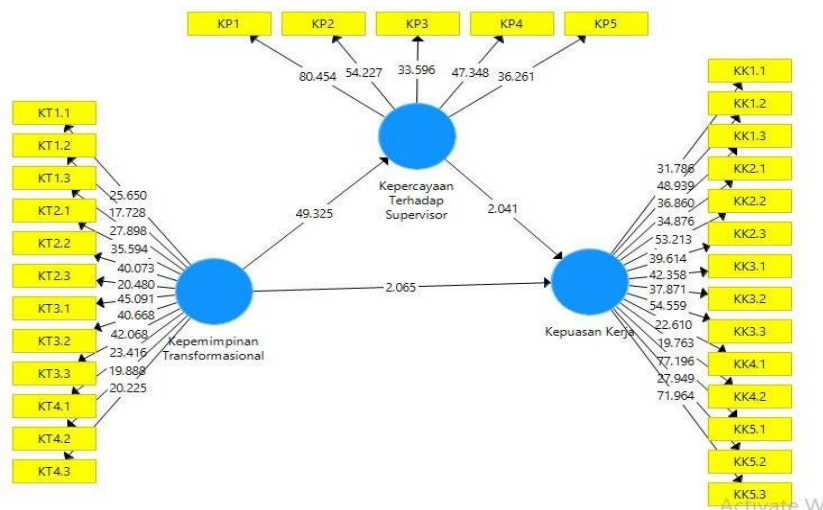 KP1 KP2 KP3 KP4 KP5
80.454
54.227
33.596
47.348
36.261
Kepercayaan
Terhadap
Supervisor
KT1.1
KT1.2
KT1.3
KT2.1
KT2.2
KT2.3
KT3.1
KT3.2
KT3.3
KT4.1
KT4.2
KT4.3
25.650
17.728
27.898
35.594
40.073
20.480
45.091
40.668
42.068
23.416
19.888
20.225
Kepemimpinan
Transformasional
49.325
2.041
2.065
Kepuasan Kerja
31.786
48.939
36.860
34.876
53.213
39.614
42.358
37.871
54.559
22.610
19.763
77.196
27.949
71.964
KK1.1
KK1.2
KK1.3
KK2.1
KK2.2
KK2.3
KK3.1
KK3.2
KK3.3
KK4.1
KK4.2
KK5.1
KK5.2
KK5.3
Activate W